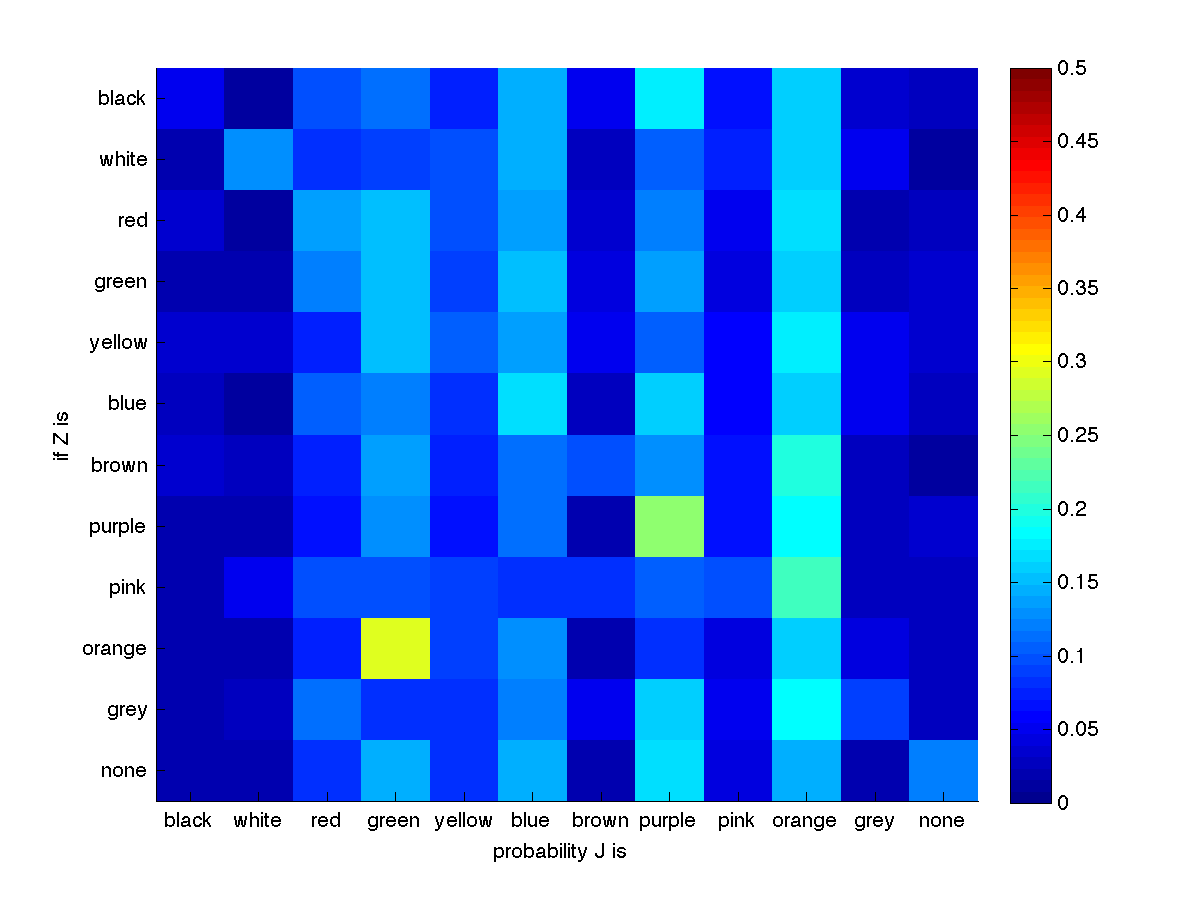 black
white
red
green
yellow
blue
brown
purple
pink
orange
grey
none
if Z is
black white red green yellow blue brown purple pink orange grey none
probability J is
0.5
0.45
0.4
0.35
0.3
0.25
0.2
0.15
0.1
0.05
0